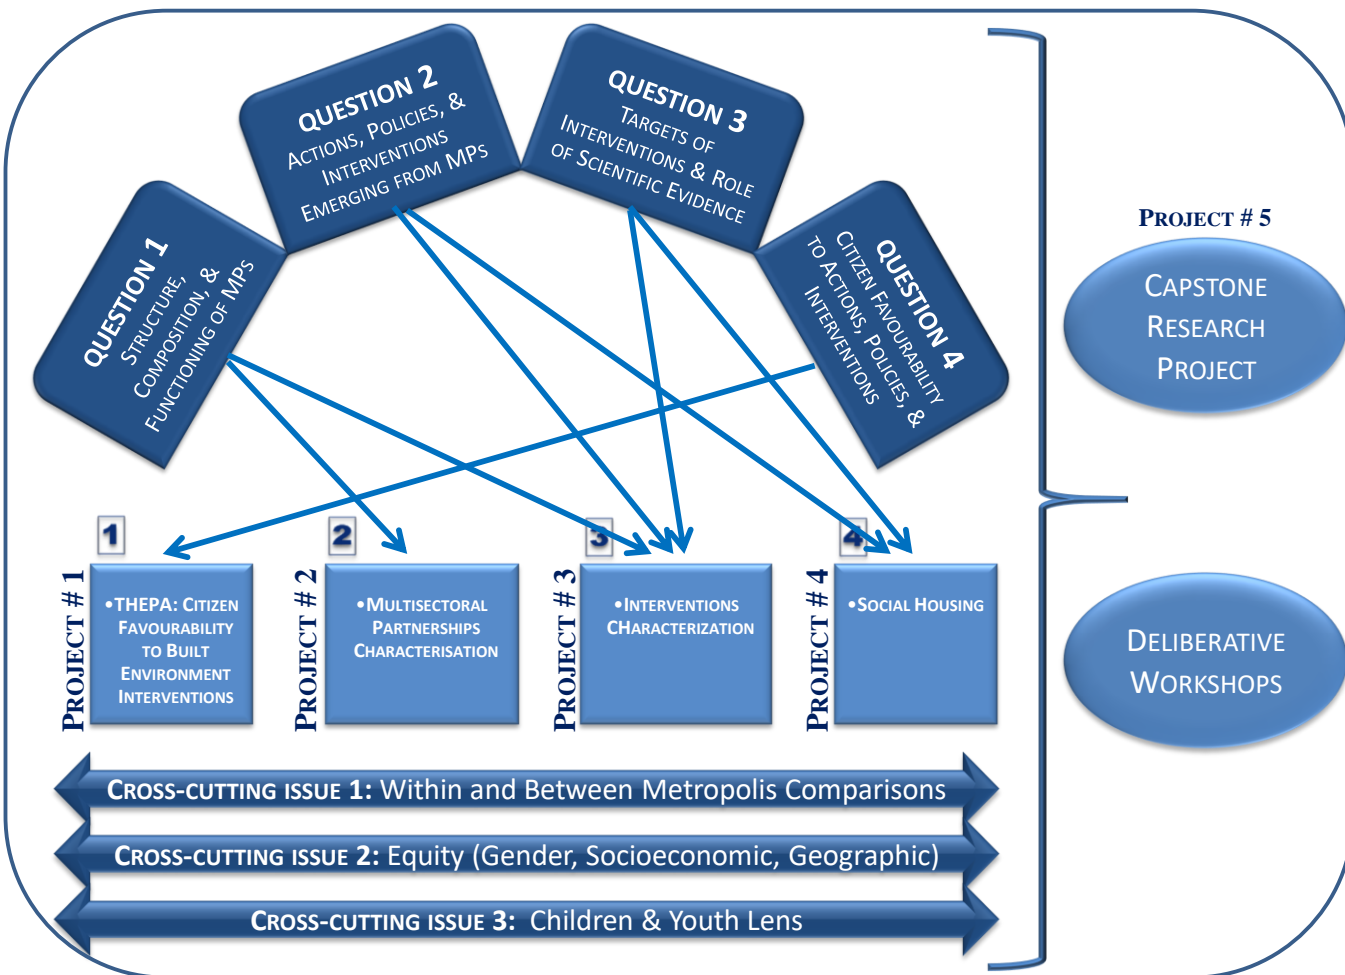 QUESTION 1
STRUCTURE,
COMPOSITION, &
FUNCTIONING OF MPS
QUESTION 2
ACTIONS, POLICIES, &
INTERVENTIONS
EMERGING FROM MPS
QUESTION 3
TARGETS OF
INTERVENTIONS & ROLE
OF SCIENTIFIC EVIDENCE
QUESTION 4
CITIZEN FAVOURABILITY
TO ACTIONS, POLICIES, &
INTERVENTIONS
1
PROJECT # 1
•THEPA: CITIZEN
FAVOURABILITY
TO BUILT
ENVIRONMENT
INTERVENTIONS
2
PROJECT # 2
•MULTISECTORAL
PARTNERSHIPS
CHARACTERISATION
3
PROJECT # 3
•INTERVENTIONS
CHARACTERIZATION
4
PROJECT # 4
•SOCIAL HOUSING
CROSS-CUTTING ISSUE 1: Within and Between Metropolis Comparisons
CROSS-CUTTING ISSUE 2: Equity (Gender, Socioeconomic, Geographic)
CROSS-CUTTING ISSUE 3: Children & Youth Lens
PROJECT # 5
CAPSTONE
RESEARCH
PROJECT
DELIBERATIVE
WORKSHOPS